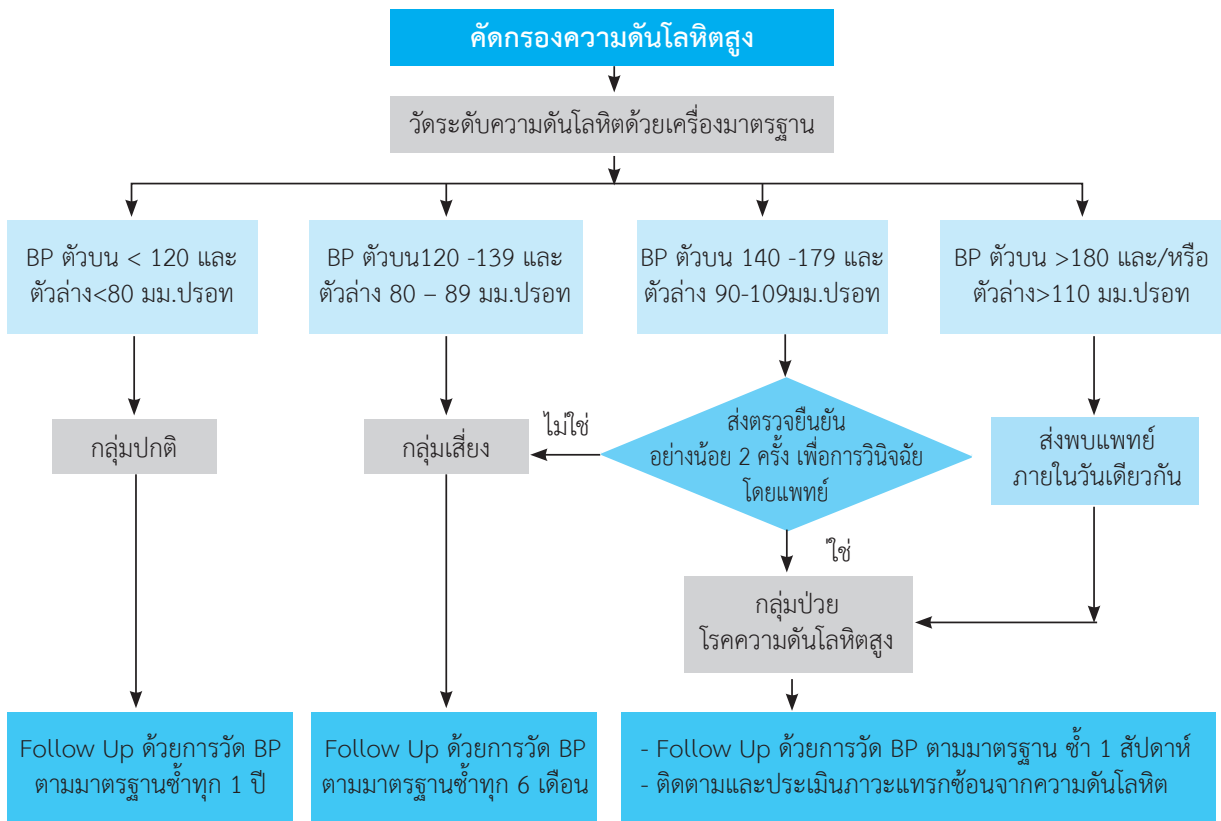 คัดกรองความดันโลหิตสูง
วัดระดับความดันโลหิตด้วยเครื่องมาตรฐาน
BP ตัวบน < 120 และ
ตัวล่าง<80 มม.ปรอท
BP ตัวบน120 -139 และ
ตัวล่าง 80 – 89 มม.ปรอท
BP ตัวบน 140 -179 และ
ตัวล่าง 90-109มม.ปรอท
BP ตัวบน >180 และ/หรือ
ตัวล่าง>110 มม.ปรอท
กลุ่มปกติ
กลุ่มเสี่ยง
ไม่ใช่
ส่งตรวจยืนยัน
อย่างน้อย 2 ครั้ง เพื่อการวินิจฉัย
โดยแพทย์
ส่งพบแพทย์
ภายในวันเดียวกัน
ใช่
กลุ่มป่วย
โรคความดันโลหิตสูง
Follow Up ด้วยการวัด BP
ตามมาตรฐานซ้ำทุก 1 ปี
Follow Up ด้วยการวัด BP
ตามมาตรฐานซ้ำทุก 6 เดือน
- Follow Up ด้วยการวัด BP ตามมาตรฐาน ซ้ำ 1 สัปดาห์
- ติดตามและประเมินภาวะแทรกซ้อนจากความดันโลหิต